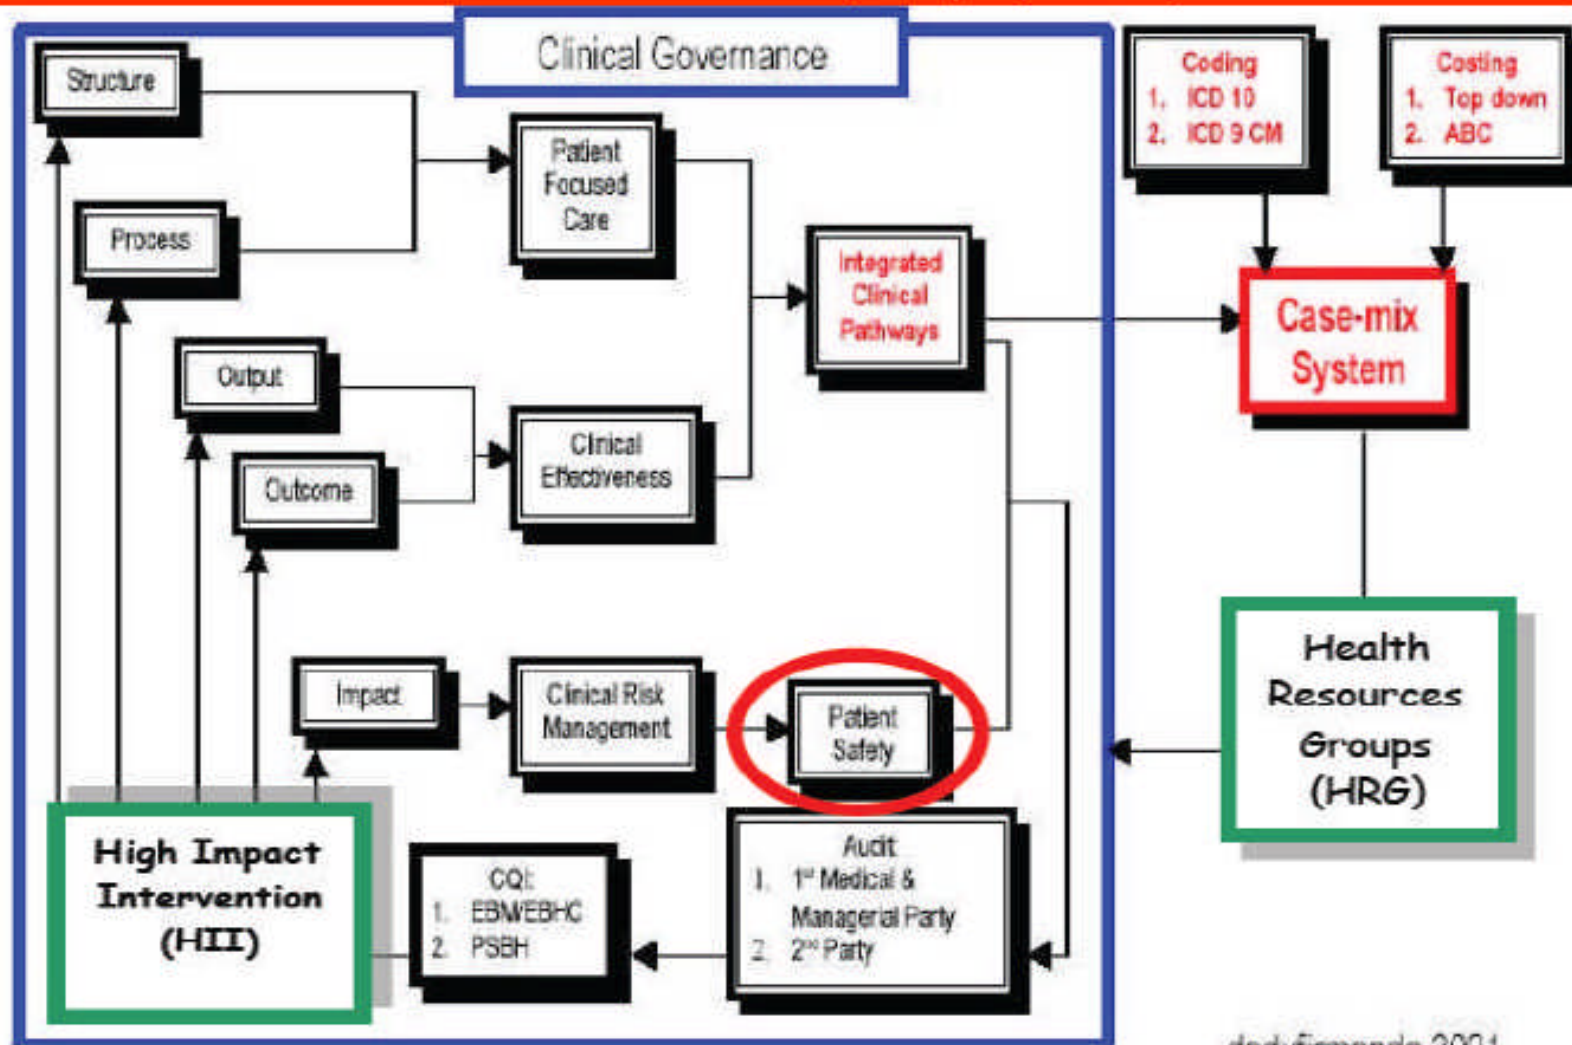 Clinical Governance
Structure
Process
Output
Outcome
Impact
Patient
Focused
Care
Clinical
Effectiveness
Clinical Risk
Management
Integrated
Clinical
Pathways
Patient
Safety
Coding
1. ICD 10
2. ICD 9 CM
Costing
1. Top down
2. ABC
Case-mix
System
Health
Resources
Groups
(HRG)
High Impact
Intervention
(HII)
CQI:
1. EBM/EBHC
2. PSBH
Audit
1. 1st Medical &
Managerial Party
2. 2nd Party